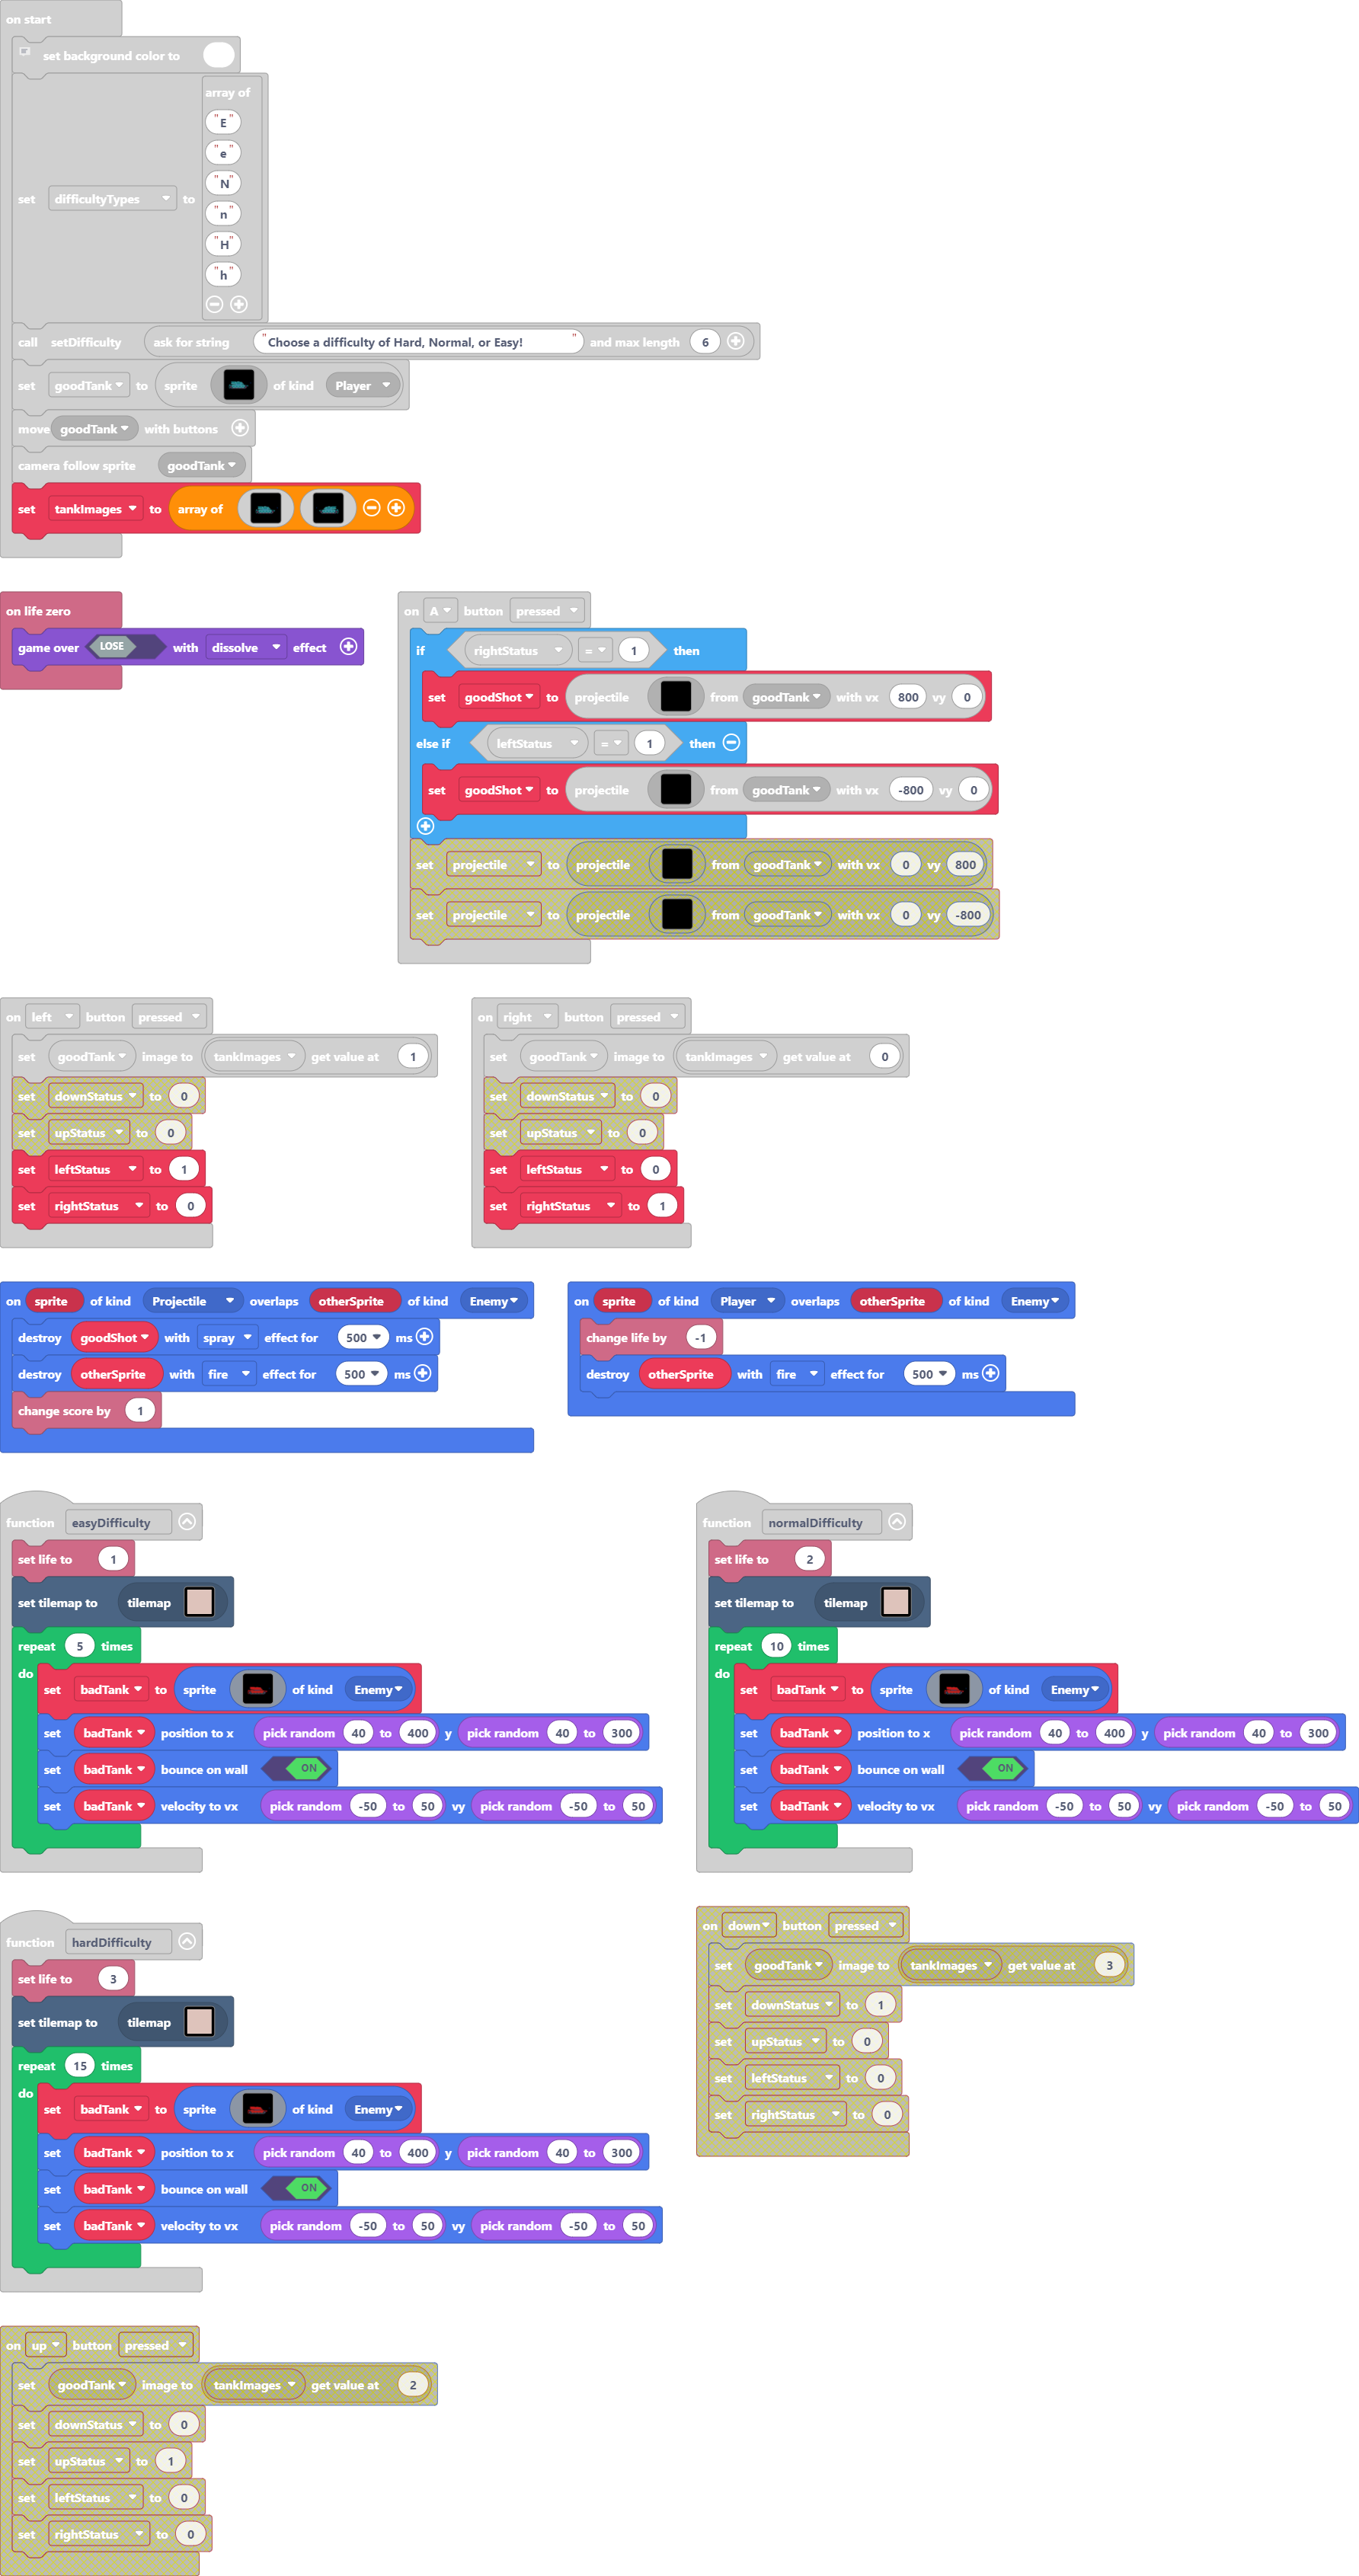 on start
set background color to
set difficultyTypes to array of
"E"
"e"
"N"
"n"
"H"
"h"
call setDifficulty ask for string "Choose a difficulty of Hard, Normal, or Easy!" and max length 6
set goodTank to sprite of kind Player
move goodTank with buttons
camera follow sprite goodTank
set tankImages to array of
on life zero
game over LOSE with dissolve effect
on A button pressed
if rightStatus = 1 then
set goodShot to projectile from goodTank with vx 800 vy 0
else if leftStatus = 1 then
set goodShot to projectile from goodTank with vx -800 vy 0
set projectile to projectile from goodTank with vx 0 vy 800
set projectile to projectile from goodTank with vx 0 vy -800
on left button pressed
set goodTank image to tankImages get value at 1
set downStatus to 0
set upStatus to 0
set leftStatus to 1
set rightStatus to 0
on right button pressed
set goodTank image to tankImages get value at 0
set downStatus to 0
set upStatus to 0
set leftStatus to 0
set rightStatus to 1
on sprite of kind Projectile overlaps otherSprite of kind Enemy
destroy goodShot with spray effect for 500 ms
destroy otherSprite with fire effect for 500 ms
change score by 1
on sprite of kind Player overlaps otherSprite of kind Enemy
change life by -1
destroy otherSprite with fire effect for 500 ms
function easyDifficulty
set life to 1
set tilemap to tilemap
repeat 5 times
do
set badTank to sprite of kind Enemy
set badTank position to x pick random 40 to 400 y pick random 40 to 300
set badTank bounce on wall ON
set badTank velocity to vx pick random -50 to 50 vy pick random -50 to 50
function normalDifficulty
set life to 2
set tilemap to tilemap
repeat 10 times
do
set badTank to sprite of kind Enemy
set badTank position to x pick random 40 to 400 y pick random 40 to 300
set badTank bounce on wall ON
set badTank velocity to vx pick random -50 to 50 vy pick random -50 to 50
function hardDifficulty
set life to 3
set tilemap to tilemap
repeat 15 times
do
set badTank to sprite of kind Enemy
set badTank position to x pick random 40 to 400 y pick random 40 to 300
set badTank bounce on wall ON
set badTank velocity to vx pick random -50 to 50 vy pick random -50 to 50
on down button pressed
set goodTank image to tankImages get value at 3
set downStatus to 1
set upStatus to 0
set leftStatus to 0
set rightStatus to 0
on up button pressed
set goodTank image to tankImages get value at 2
set downStatus to 0
set upStatus to 1
set leftStatus to 0
set rightStatus to 0